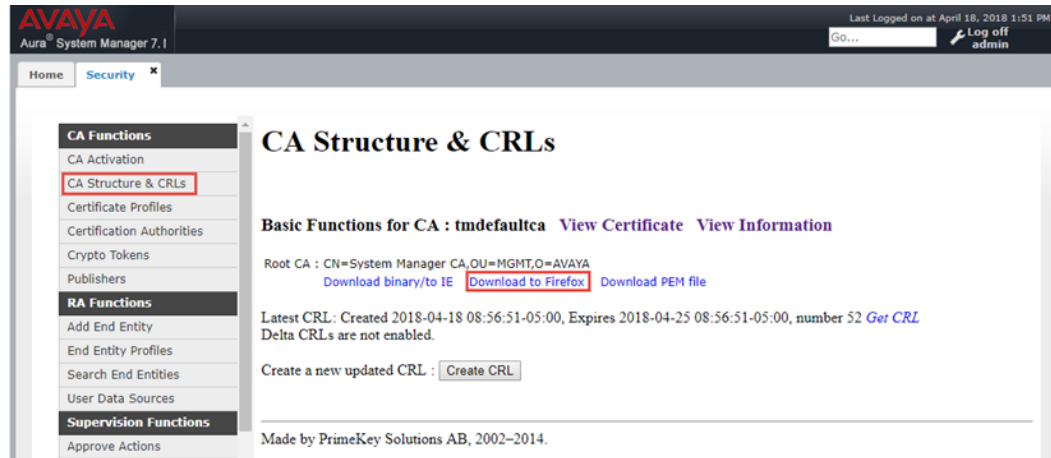 AVAYA
Last Logged on at April 18, 2018 1:51 PM
Aura® System Manager 7.1
Go...
Log off
admin
Home
Security
CA Functions
CA Activation
CA Structure & CRLs
Certificate Profiles
Certification Authorities
Crypto Tokens
Publishers
RA Functions
Add End Entity
End Entity Profiles
Search End Entities
User Data Sources
Supervision Functions
Approve Actions
CA Structure & CRLs
Basic Functions for CA : tmdefaultca View Certificate View Information
Root CA : CN=System Manager CA,OU=MGMT,O=AVAYA
Download binary/to IE Download to Firefox Download PEM file
Latest CRL: Created 2018-04-18 08:56:51-05:00, Expires 2018-04-25 08:56:51-05:00, number 52 Get CRL
Delta CRLs are not enabled.
Create a new updated CRL : Create CRL
Made by PrimeKey Solutions AB, 2002–2014.